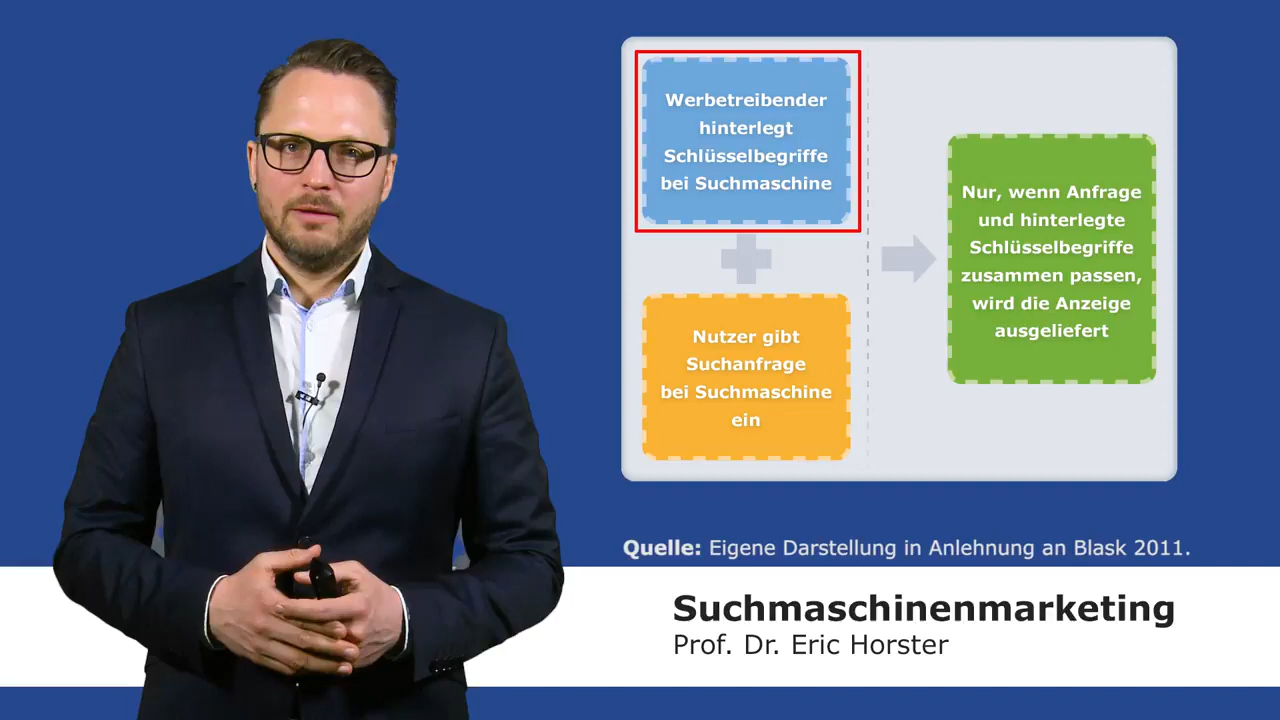 Werbetreibender
hinterlegt
Schlüsselbegriffe
bei Suchmaschine
Nutzer gibt
Suchanfrage
bei Suchmaschine
ein
Nur, wenn Anfrage
und hinterlegte
Schlüsselbegriffe
zusammen passen,
wird die Anzeige
ausgeliefert
Quelle: Eigene Darstellung in Anlehnung an Blask 2011.
Suchmaschinenmarketing
Prof. Dr. Eric Horster